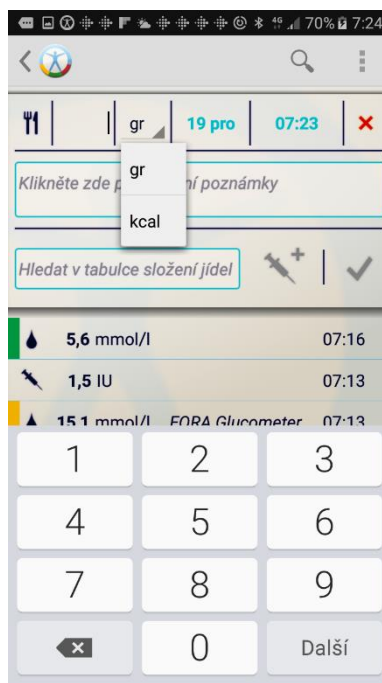 4G 70% 7:24
gr 19 pro 07:23
Klikněte zde p ní poznámky
gr
kcal
Hledat v tabulce složení jídel
5,6 mmol/l 07:16
1,5 IU 07:13
15,1 mmol/l FORA Glucometer 07:13
1 2 3
4 5 6
7 8 9
0 Další